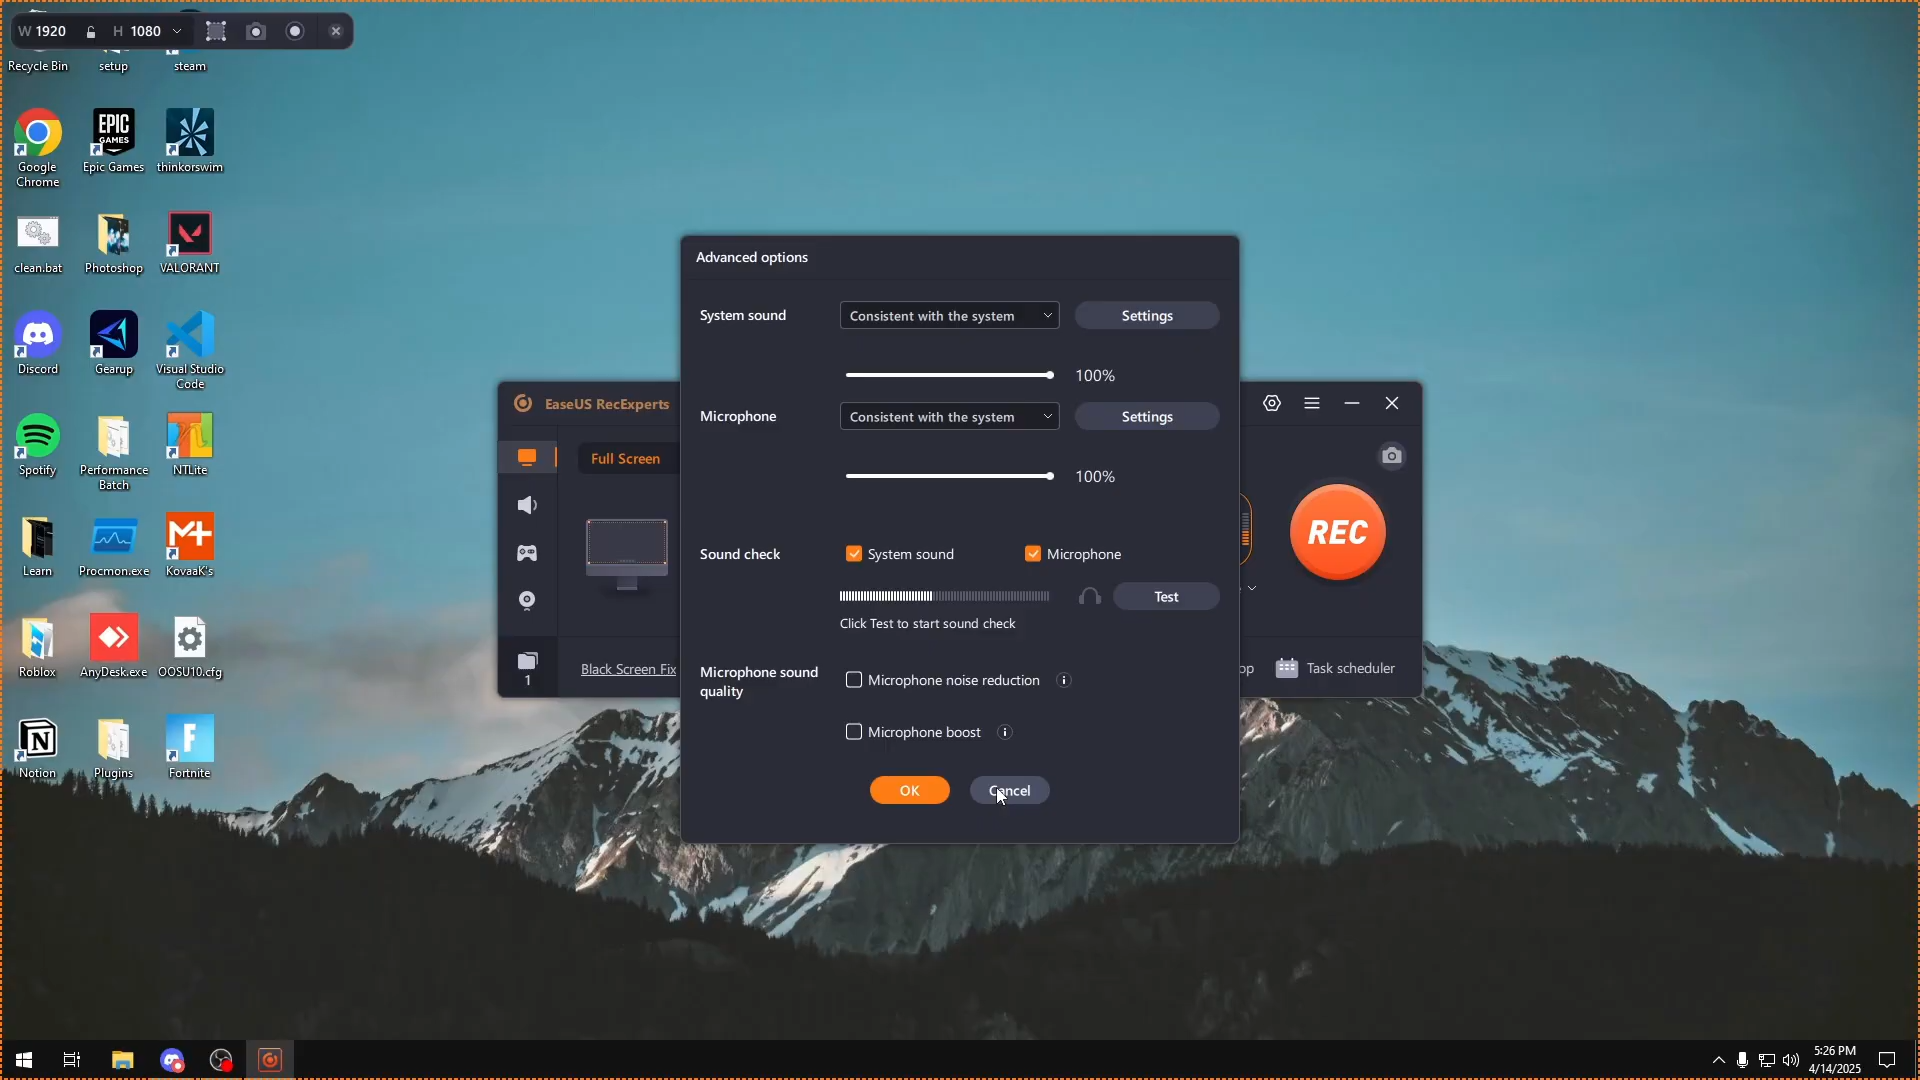 W 1920 H 1080
Recycle Bin
setup
steam
Google
Chrome
EPIC
GAMES
Epic Games
thinkorswim
clean.bat
Photoshop
VALORANT
Discord
Gearup
Visual Studio
Code
Spotify
Performance
Batch
NTLite
Learn
Procmon.exe
KovaaK's
Roblox
AnyDesk.exe
OOSU10.cfg
Notion
Plugins
Fortnite
Advanced options
System sound
Consistent with the system
Settings
100%
Microphone
Consistent with the system
Settings
100%
Sound check
System sound
Microphone
Test
Click Test to start sound check
Microphone sound
quality
Microphone noise reduction
Microphone boost
OK
Cancel
EaseUS RecExperts
Full Screen
REC
1
Black Screen Fix
op
Task scheduler
5:26 PM
4/14/2025